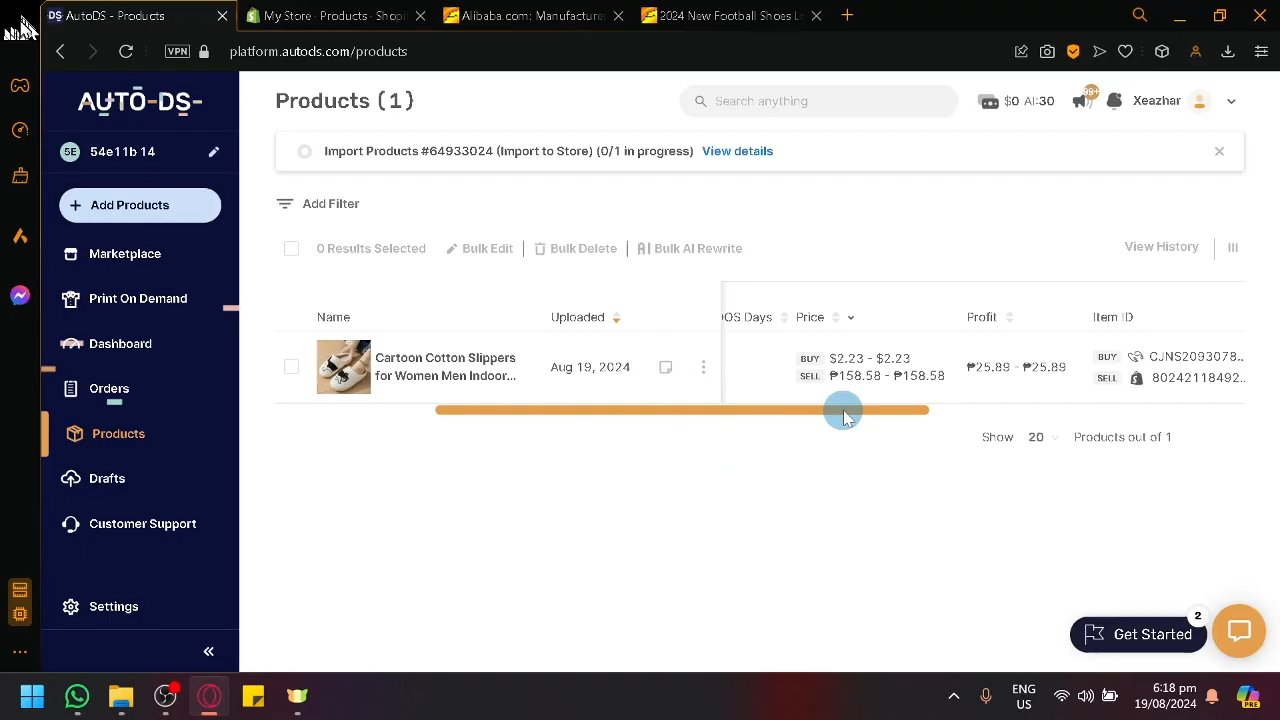 DS AutoDS - Products
My Store - Products · Shopi
Alibaba.com: Manufacturer
2024 New Football Shoes Le
VPN
platform.autods.com/products
AUTO-DS-
Products (1)
Search anything
$0 AI:30
99+
Xeazhar
SE
54e11b 14
Import Products #64933024 (Import to Store) (0/1 in progress) View details
Add Products
Add Filter
Marketplace
0 Results Selected
Bulk Edit
Bulk Delete
Bulk AI Rewrite
View History
Print On Demand
Name
Uploaded
OOS Days
Price
Profit
Item ID
Dashboard
Cartoon Cotton Slippers
for Women Men Indoor...
Aug 19, 2024
BUY $2.23 - $2.23
SELL ₱158.58 - ₱158.58
₱25.89 - ₱25.89
BUY CJNS2093078..
SELL 80242118492..
Orders
Products
Show 20 Products out of 1
Drafts
Customer Support
Settings
Get Started
2
ENG
US
6:18 pm
19/08/2024
PRE